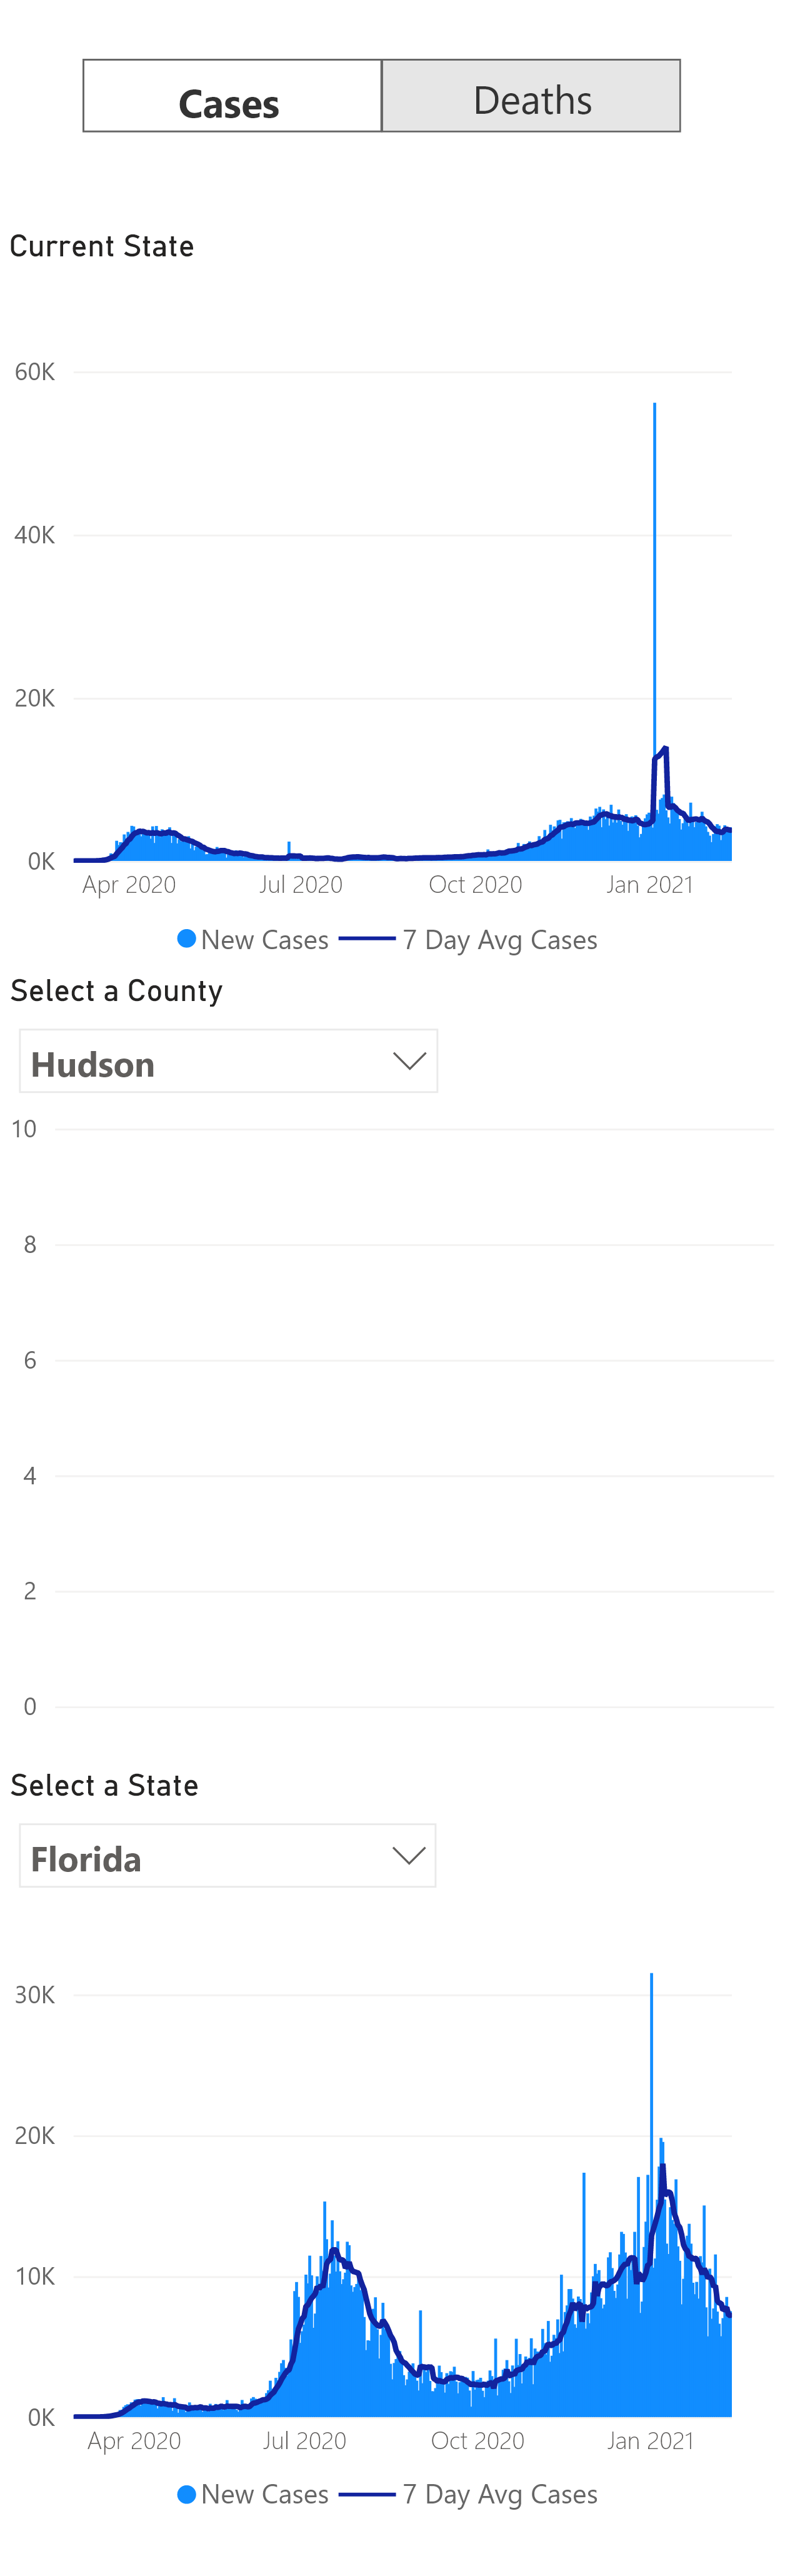 Cases Deaths
Current State
60K
40K
20K
0K
Apr 2020 Jul 2020 Oct 2020 Jan 2021
New Cases 7 Day Avg Cases
Select a County
Hudson
10
8
6
4
2
0
Select a State
Florida
30K
20K
10K
0K
Apr 2020 Jul 2020 Oct 2020 Jan 2021
New Cases 7 Day Avg Cases